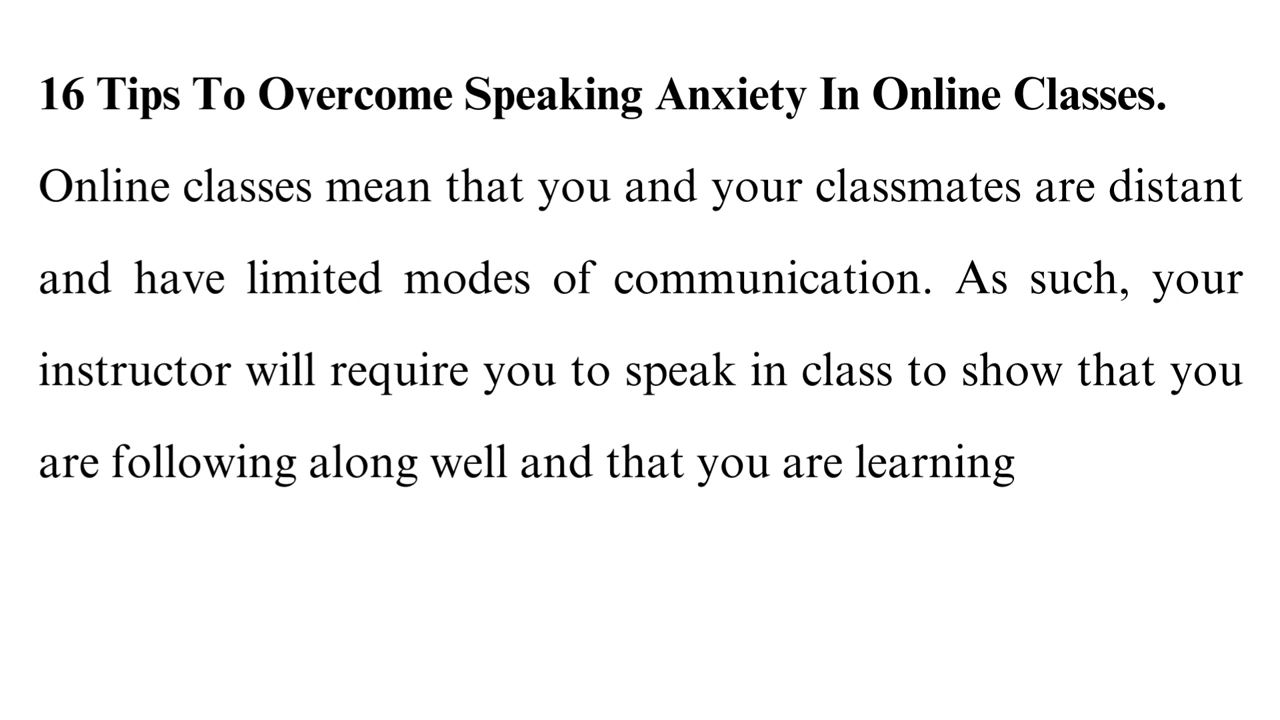 16 Tips To Overcome Speaking Anxiety In Online Classes.
Online classes mean that you and your classmates are distant
and have limited modes of communication. As such, your
instructor will require you to speak in class to show that you
are following along well and that you are learning